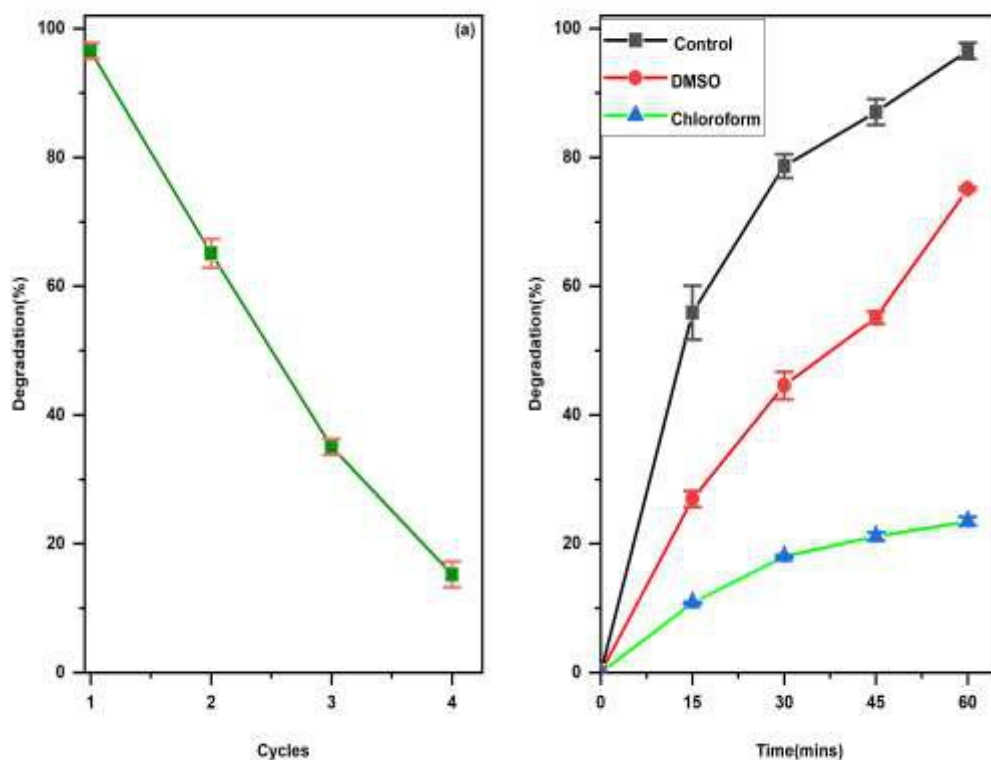 (a)
Degradation(%)
100
80
60
40
20
0
1 2 3 4
Cycles
Control
DMSO
Chloroform
Degradation(%)
100
80
60
40
20
0
0 15 30 45 60
Time(mins)